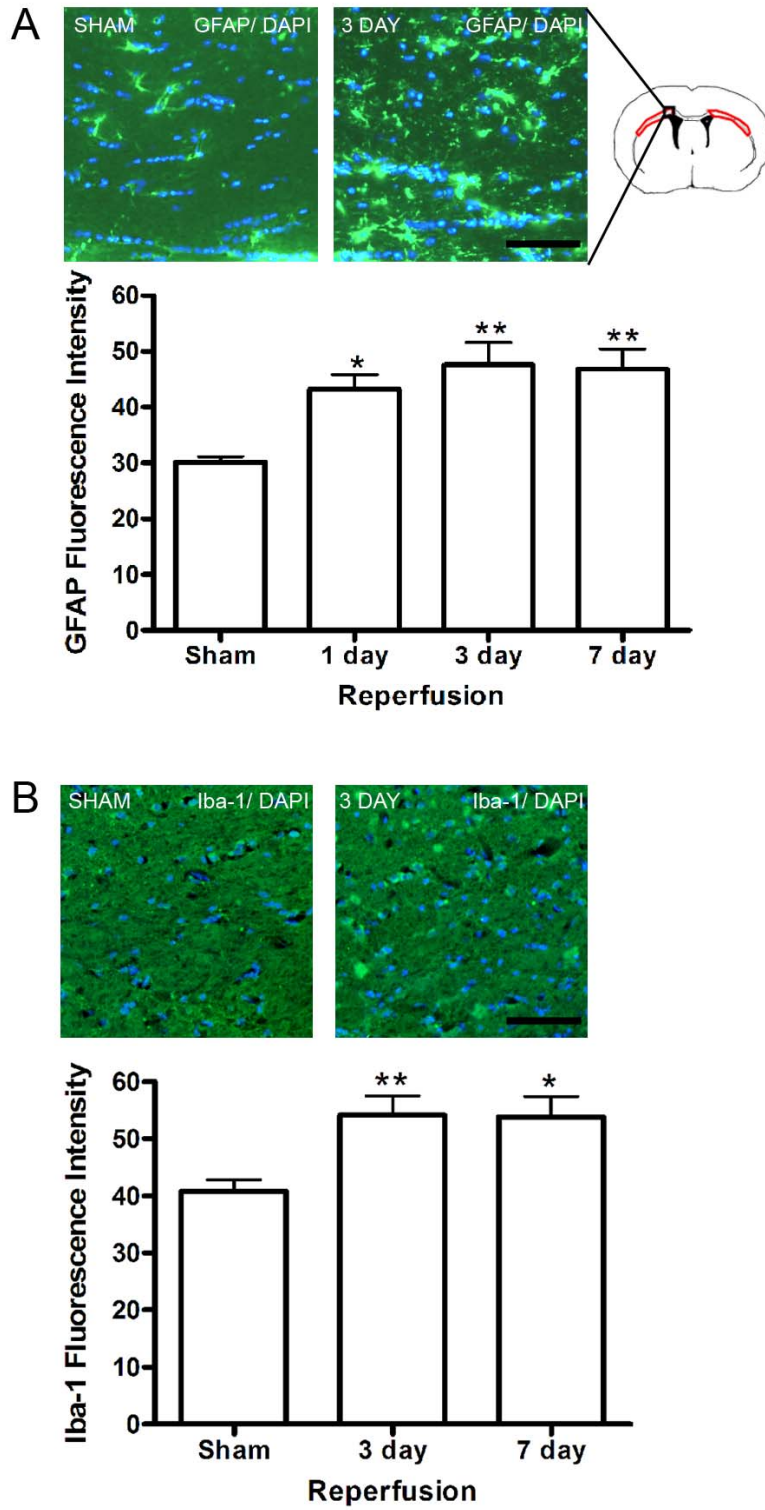 A
SHAM GFAP/ DAPI
3 DAY GFAP/ DAPI
GFAP Fluorescence Intensity
60
50
40
30
20
10
0
*
**
**
Sham 1 day 3 day 7 day
Reperfusion
B
SHAM Iba-1/ DAPI
3 DAY Iba-1/ DAPI
Iba-1 Fluorescence Intensity
60
50
40
30
20
10
0
**
*
Sham 3 day 7 day
Reperfusion